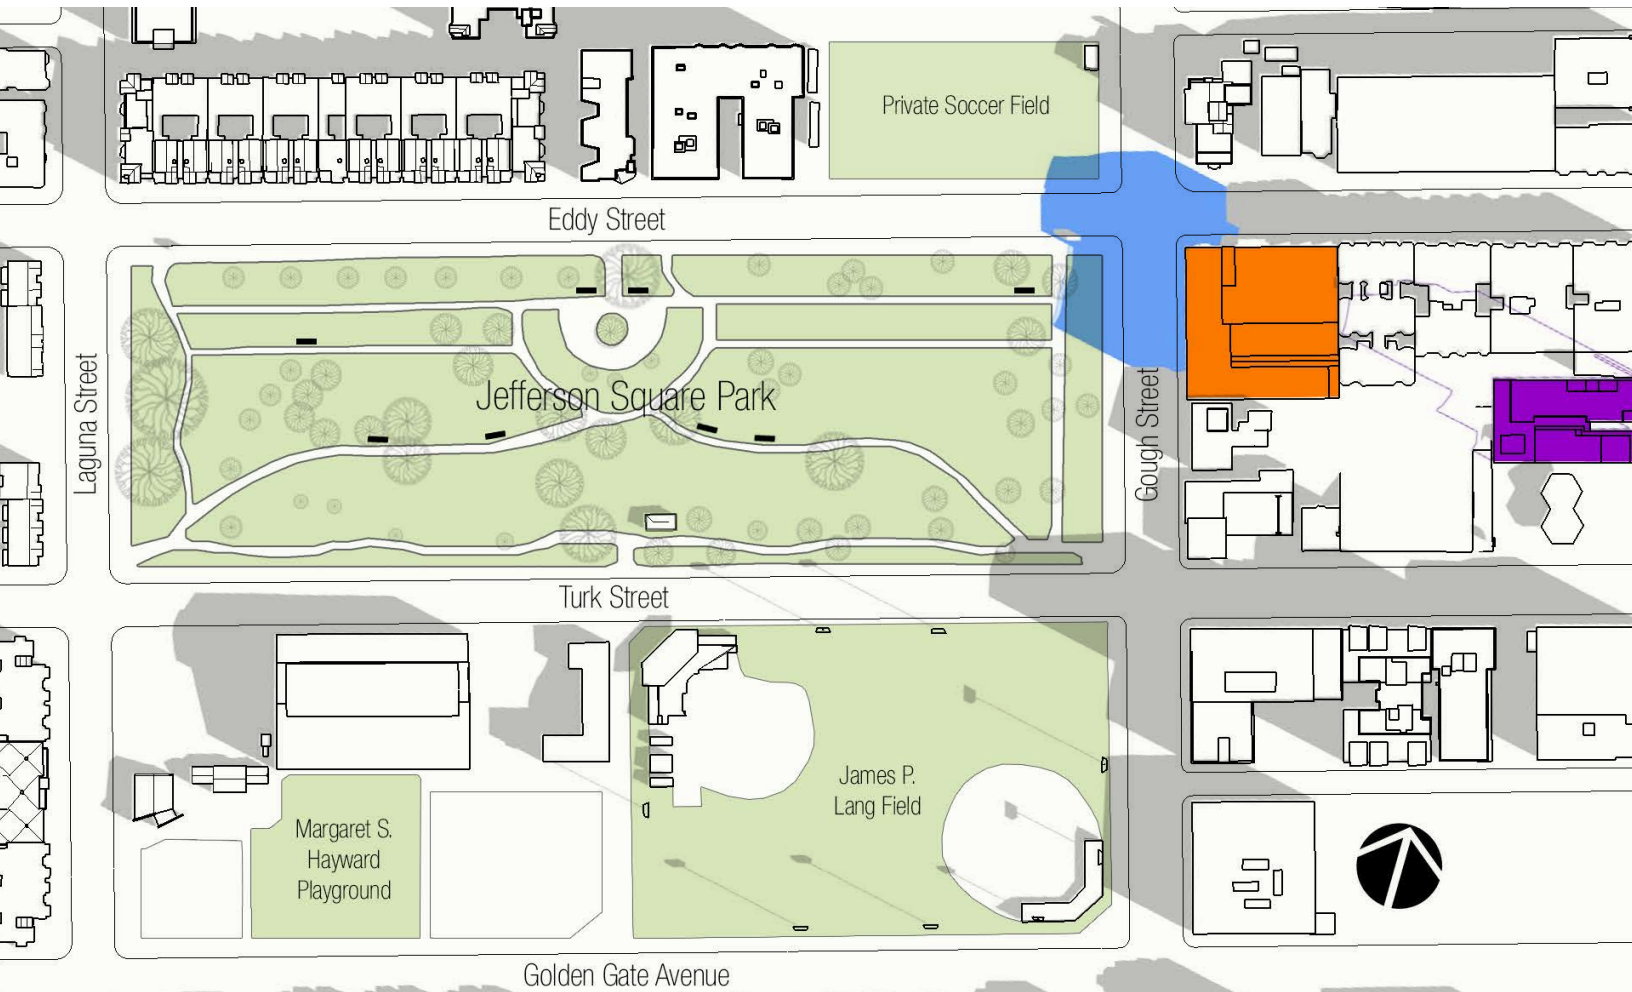 Private Soccer Field
Eddy Street
Jefferson Square Park
Laguna Street
Gough Street
Turk Street
James P.
Lang Field
Margaret S.
Hayward
Playground
Golden Gate Avenue